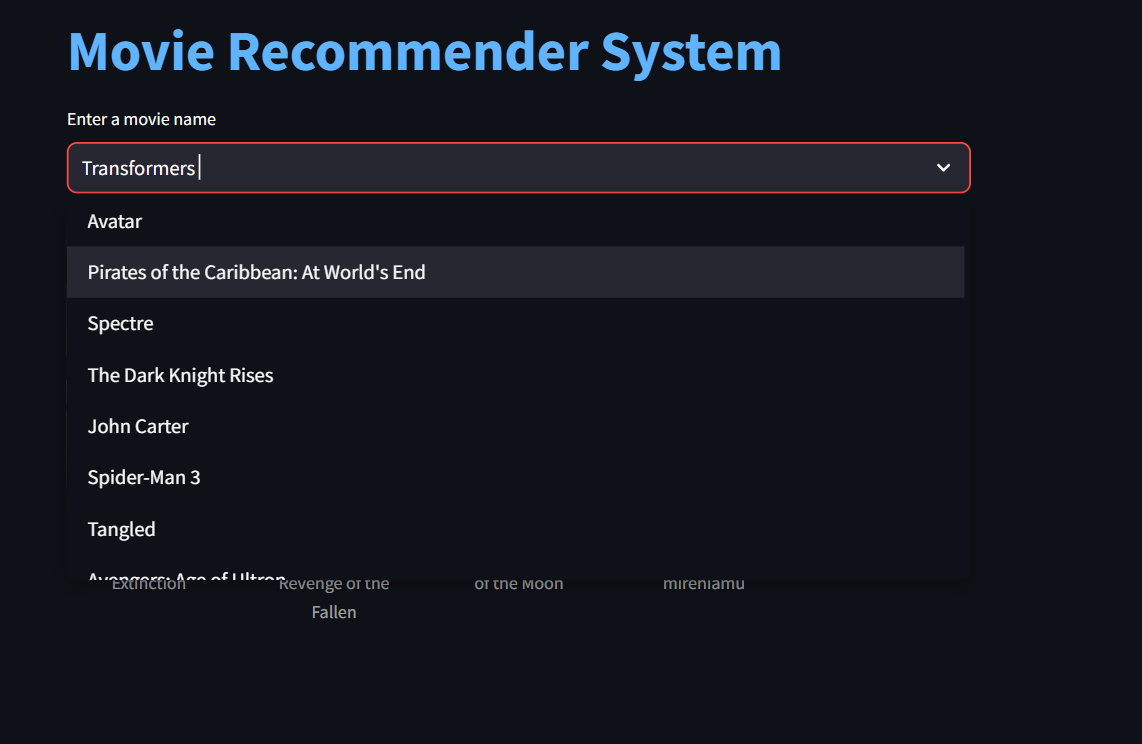 Movie Recommender System
Enter a movie name
Transformers
Avatar
Pirates of the Caribbean: At World's End
Spectre
The Dark Knight Rises
John Carter
Spider-Man 3
Tangled
Avengers: Age of Ultron
Extinction
Revenge of the
of the Moon
mirehiamu
Fallen